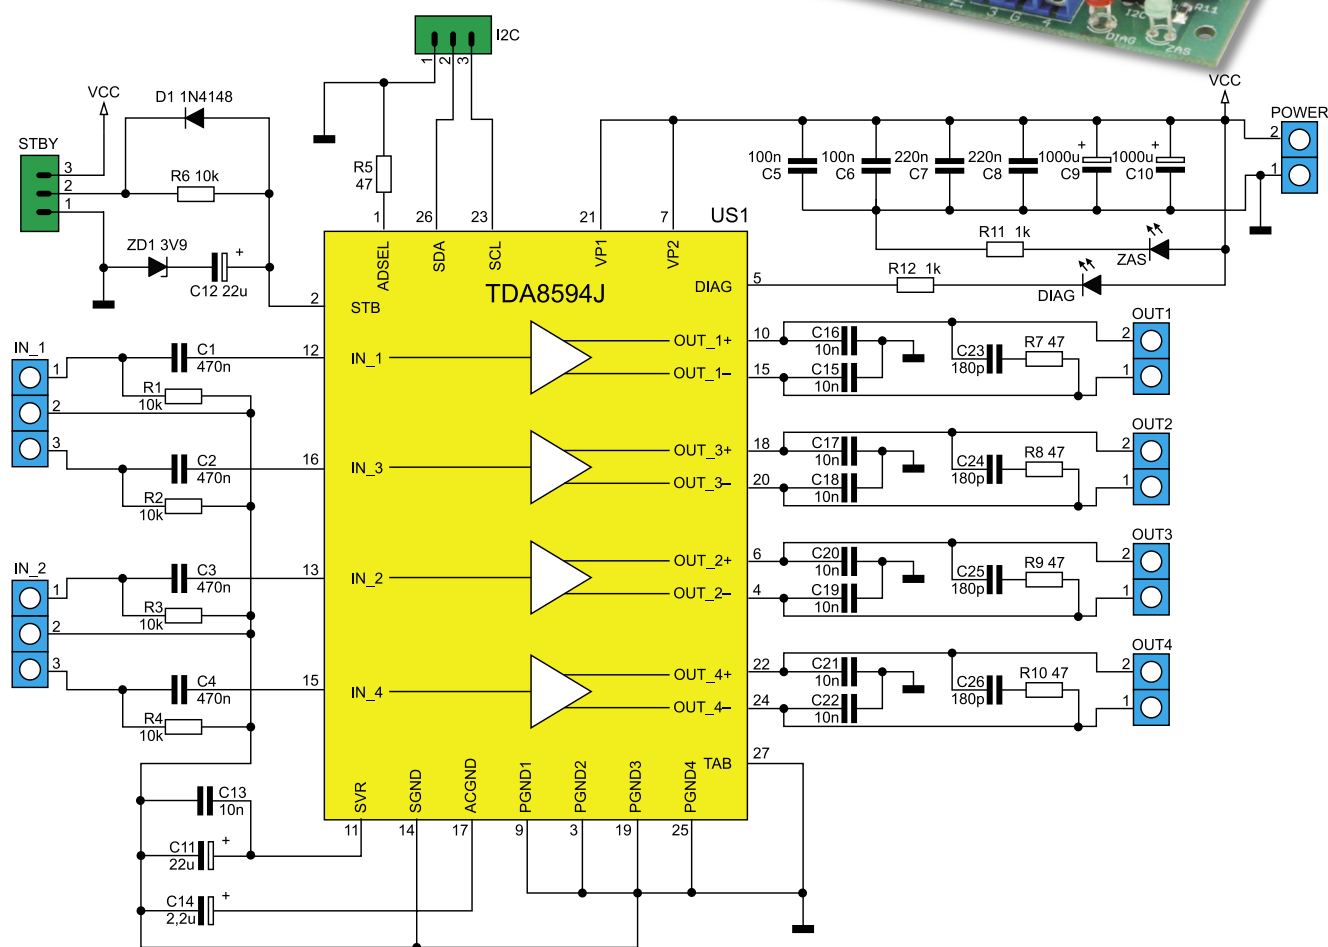 3 G 4
I2C
R11
DIAG
ZAS
I2C
1
2
3
VCC
D1 1N4148
STBY
3
2
1
R6 10k
ZD1 3V9
C12 22u
+
R5
47
VCC
POWER
2
1
100n
C5
100n
C6
220n
C7
220n
C8
1000u
+
C9
1000u
+
C10
R11 1k
ZAS
R12 1k
DIAG
US1
TDA8594J
1
ADSEL
26
SDA
23
SCL
21
VP1
7
VP2
5
DIAG
2
STB
IN_1
1
2
3
C1
470n
R1
10k
C2
470n
R2
10k
12
IN_1
16
IN_3
IN_2
1
2
3
C3
470n
R3
10k
C4
470n
R4
10k
13
IN_2
15
IN_4
OUT_1+
10
OUT_1–
15
C16
10n
C15
10n
C23
180p
R7 47
OUT1
2
1
OUT_3+
18
OUT_3–
20
C17
10n
C18
10n
C24
180p
R8 47
OUT2
2
1
OUT_2+
6
OUT_2–
4
C20
10n
C19
10n
C25
180p
R9 47
OUT3
2
1
OUT_4+
22
OUT_4–
24
C21
10n
C22
10n
C26
180p
R10 47
OUT4
2
1
TAB
27
SVR
11
SGND
14
ACGND
17
PGND1
9
PGND2
3
PGND3
19
PGND4
25
C13
10n
C11
22u
+
C14
2,2u
+